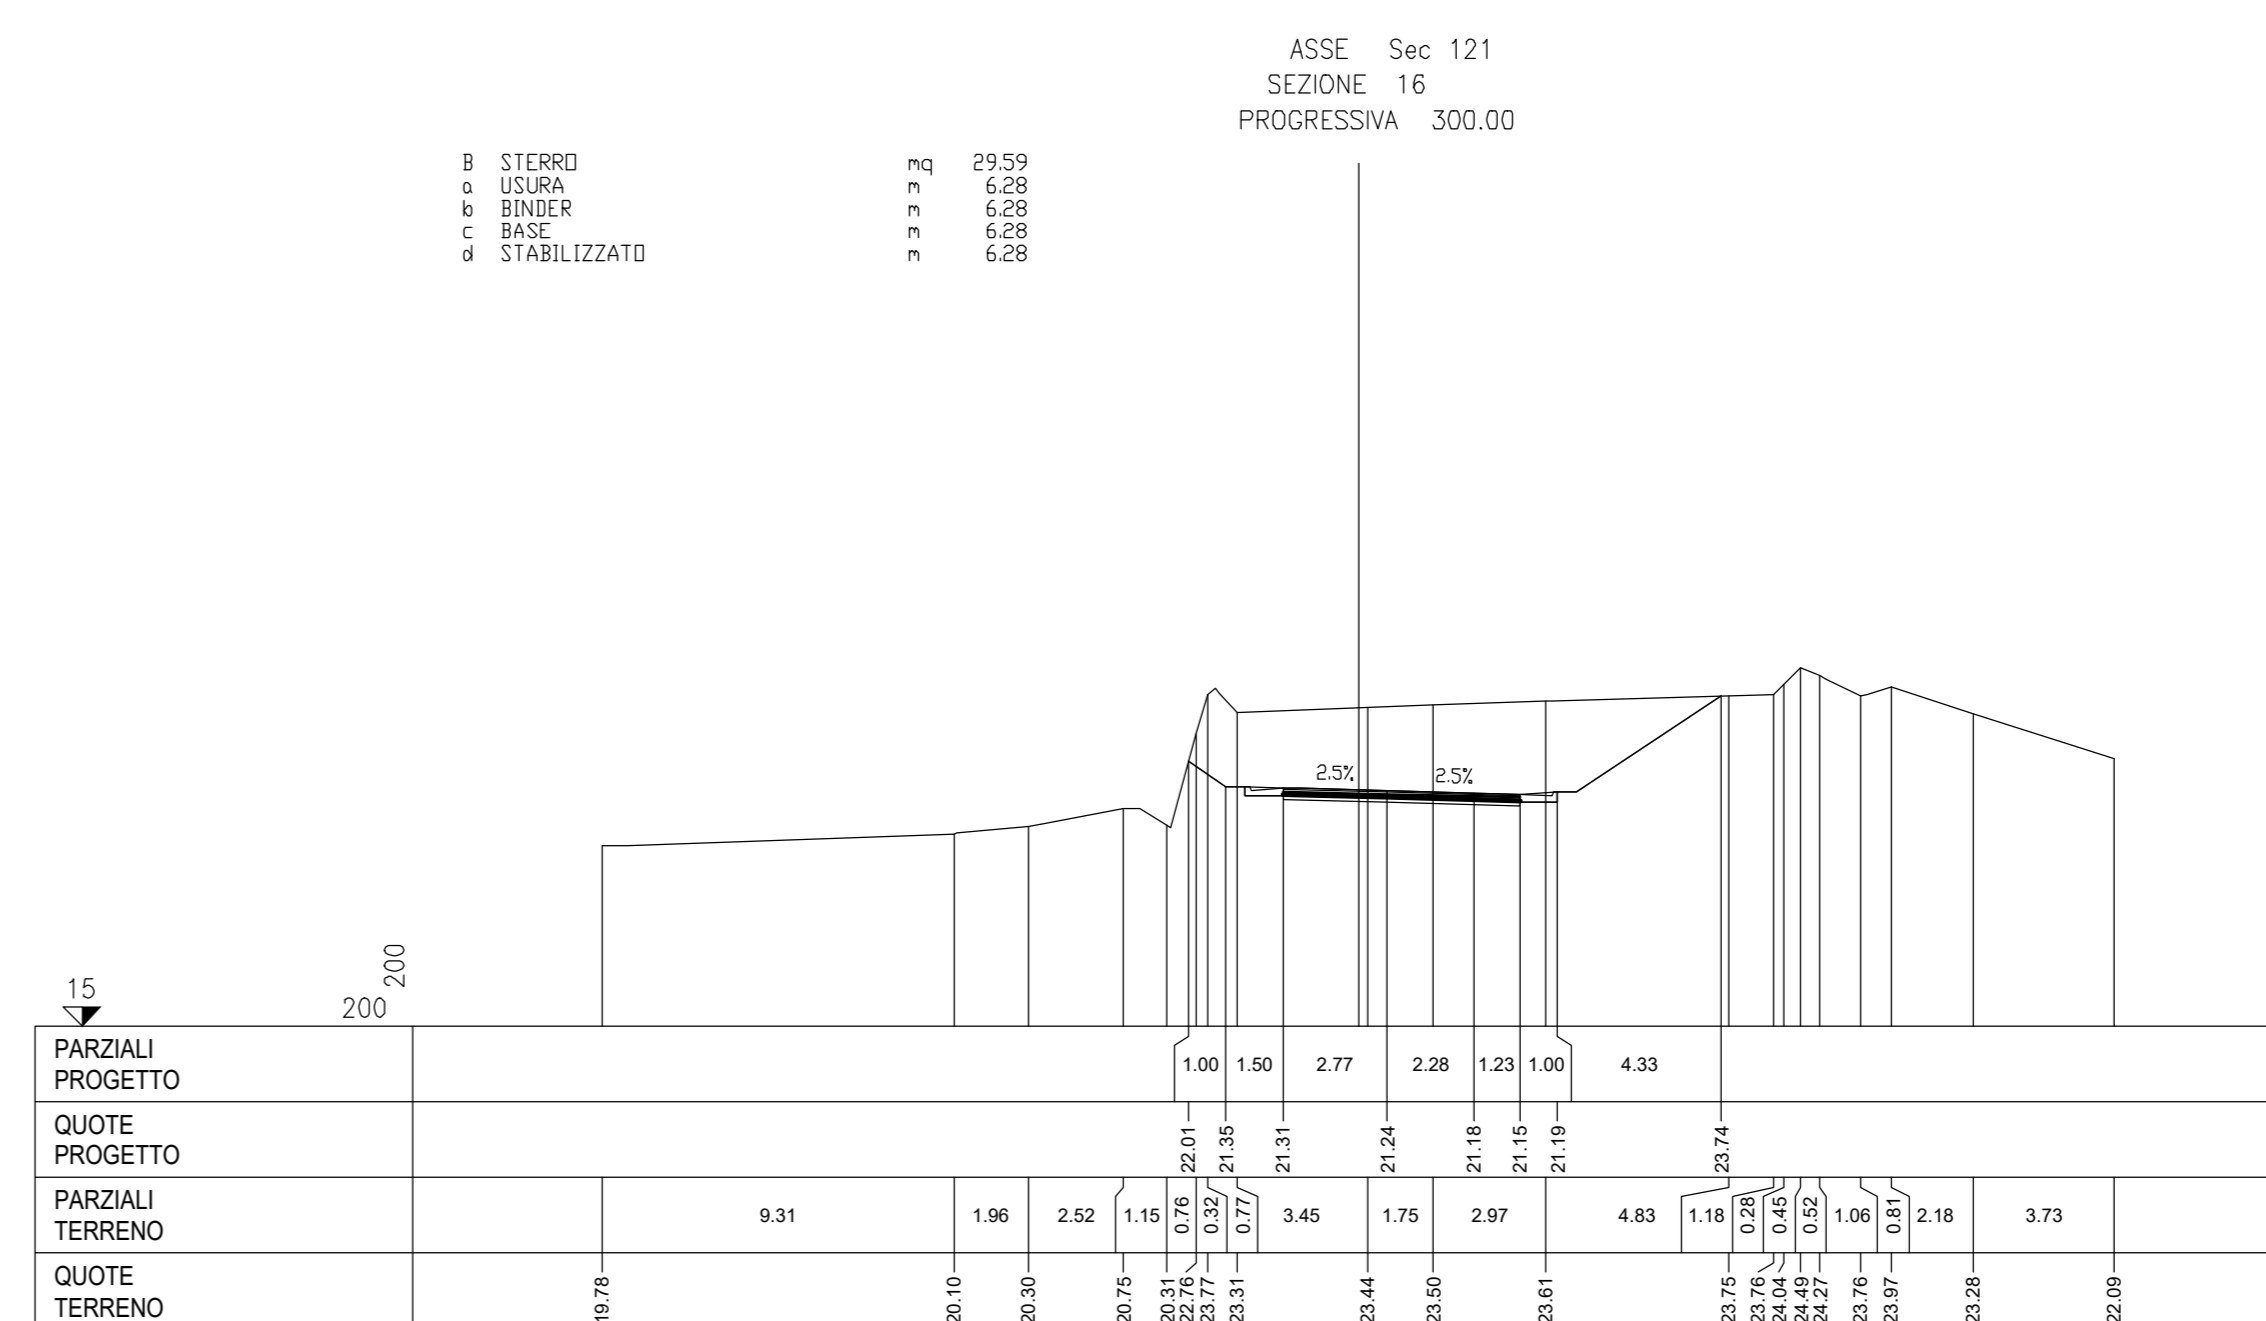 ASSE Sec 121
SEZIONE 16
PROGRESSIVA 300.00
B STERRO mq 29.59
a USURA m 6.28
b BINDER m 6.28
c BASE m 6.28
d STABILIZZATO m 6.28
2.5% 2.5%
15
200
200
PARZIALI
PROGETTO
1.00 1.50 2.77 2.28 1.23 1.00 4.33
QUOTE
PROGETTO
22.01 21.35 21.31 21.24 21.18 21.15 21.19 23.74
PARZIALI
TERRENO
9.31 1.96 2.52 1.15 0.76 0.32 0.77 3.45 1.75 2.97 4.83 1.18 0.28 0.45 0.52 1.06 0.81 2.18 3.73
QUOTE
TERRENO
19.78 20.10 20.30 20.75 20.31 22.76 23.77 23.31 23.44 23.50 23.61 23.75 23.76 24.04 24.49 24.27 23.76 23.97 23.28 22.09